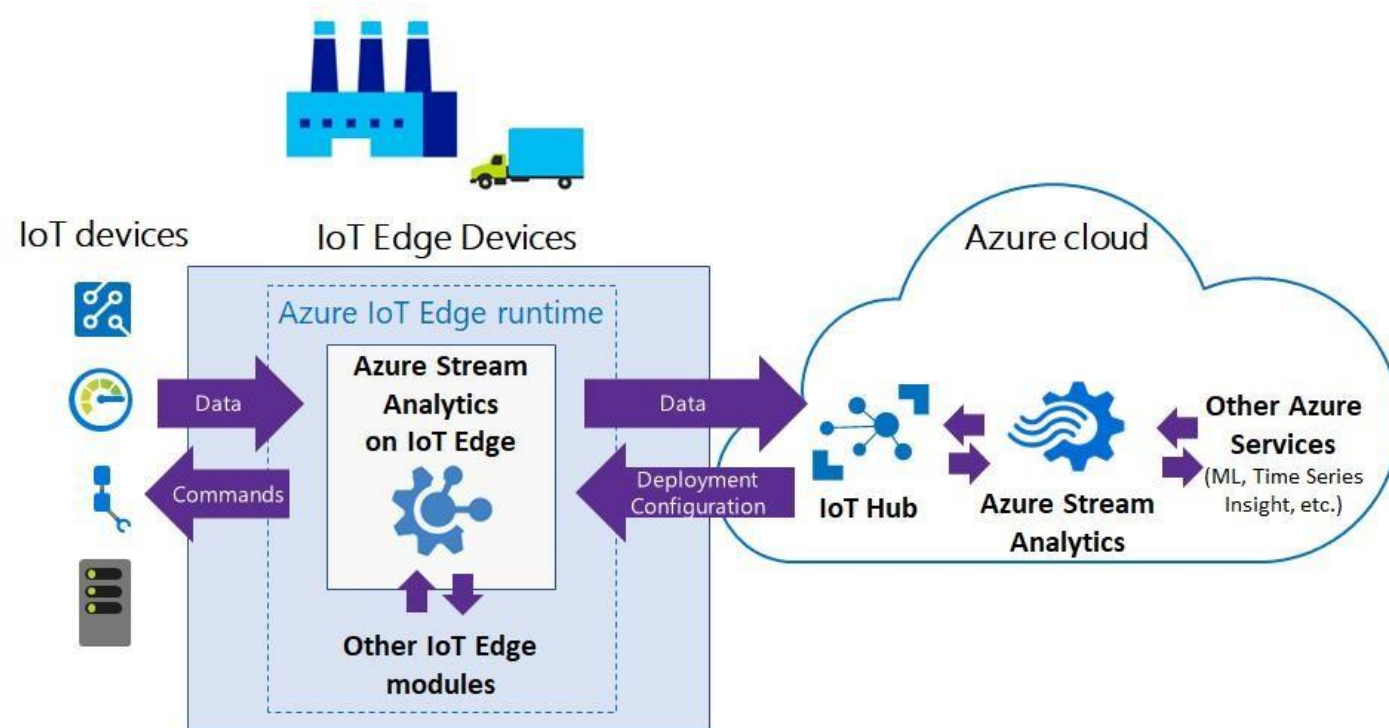 IoT devices
IoT Edge Devices
Azure cloud
Azure IoT Edge runtime
Azure Stream
Analytics
on IoT Edge
Data
Commands
Other IoT Edge
modules
Data
Deployment
Configuration
IoT Hub
Azure Stream
Analytics
Other Azure
Services
(ML, Time Series
Insight, etc.)